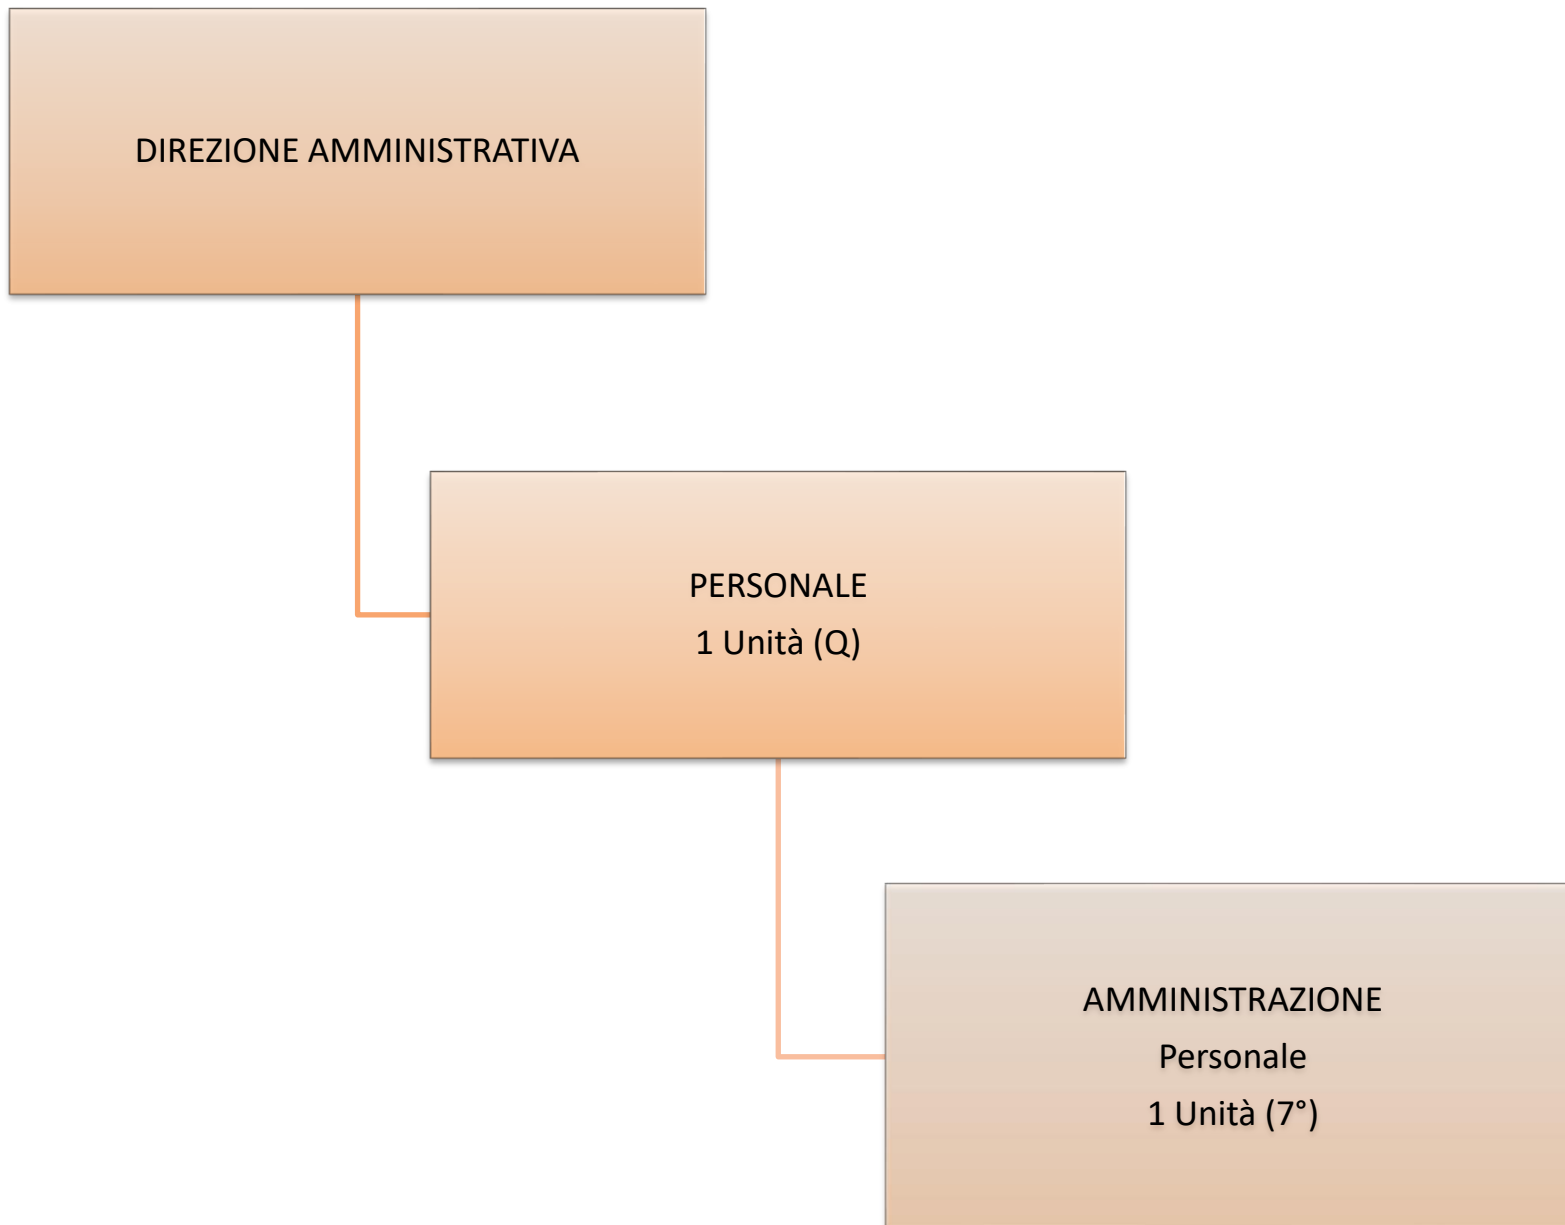 DIREZIONE AMMINISTRATIVA
PERSONALE
1 Unità (Q)
AMMINISTRAZIONE
Personale
1 Unità (7°)